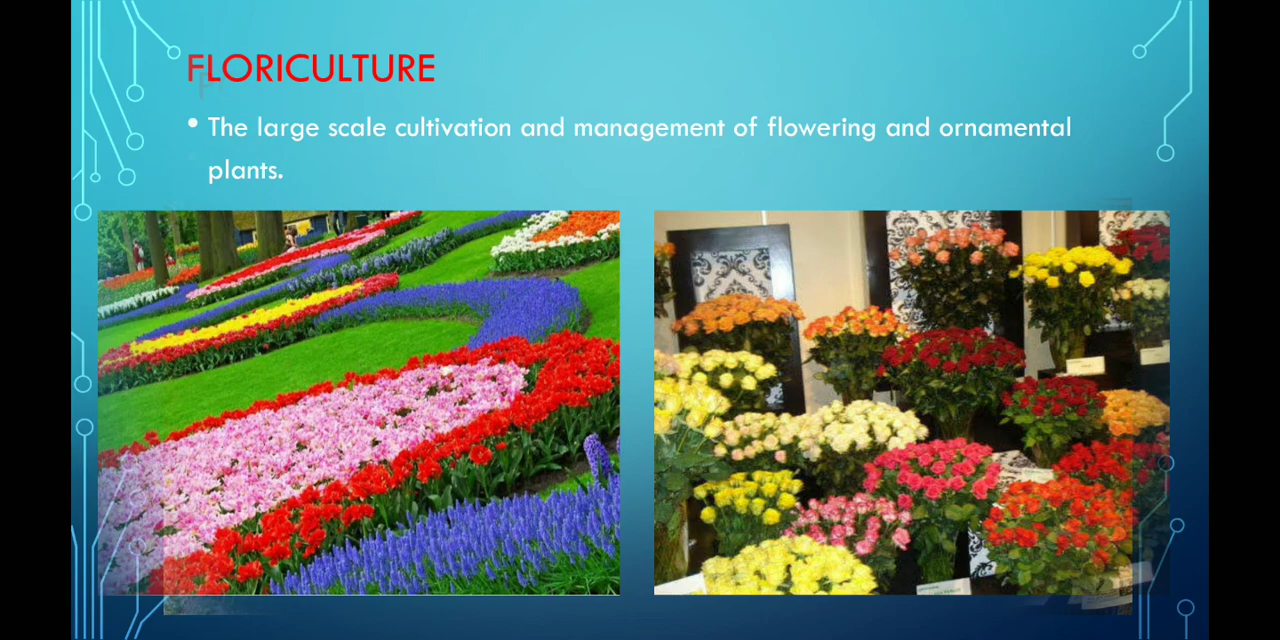 FLORICULTURE
• The large scale cultivation and management of flowering and ornamental
plants.